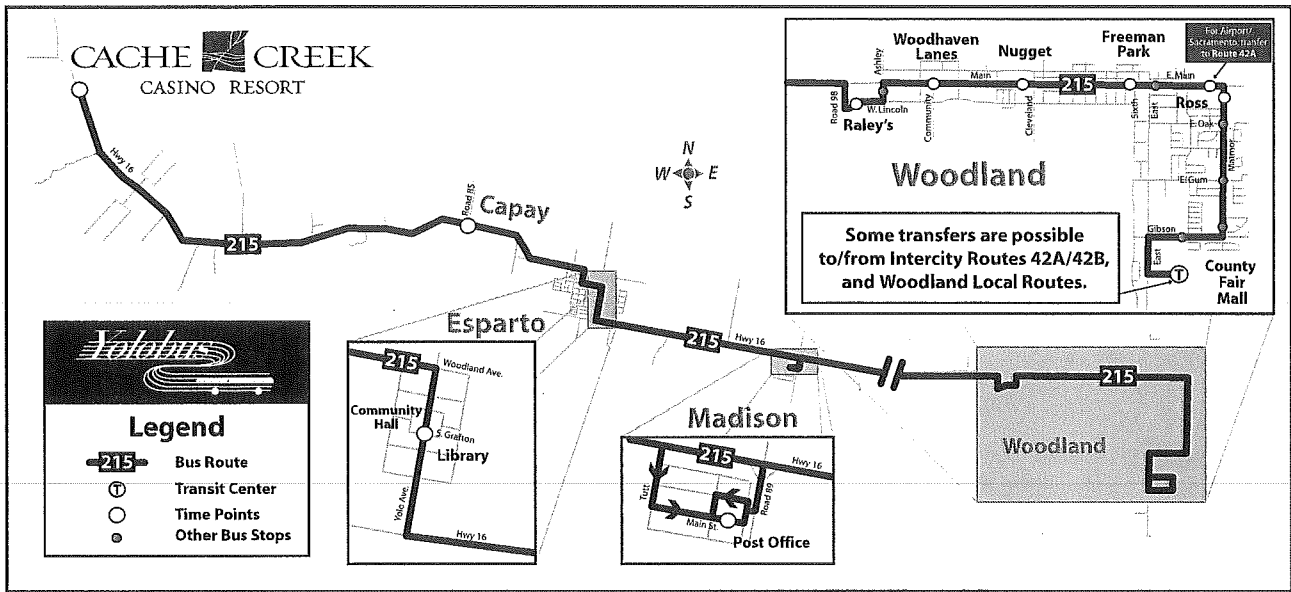 CACHE CREEK
CASINO RESORT
Hwy 16
215
Road 85
Capay
N
W E
S
Esparto
215
Hwy 16
Madison
Woodland
215
Yolobus
Legend
215 Bus Route
T Transit Center
Time Points
Other Bus Stops
215
Woodland Ave.
Community
Hall
S. Grafton
Library
Yolo Ave.
Hwy 16
215
Hwy 16
Tutt
Road 89
Main St.
Post Office
Woodhaven
Lanes
Nugget
Freeman
Park
For Airport/
Sacramento tranfer
to Route 42A
Ashley
Main
215
E. Main
Road 98
W. Lincoln
Raley's
Community
Cleveland
Sixth
East
Ross
E. Oak
Matmor
E. Gum
Woodland
Gibson
East
T
County
Fair
Mall
Some transfers are possible
to/from Intercity Routes 42A/42B,
and Woodland Local Routes.